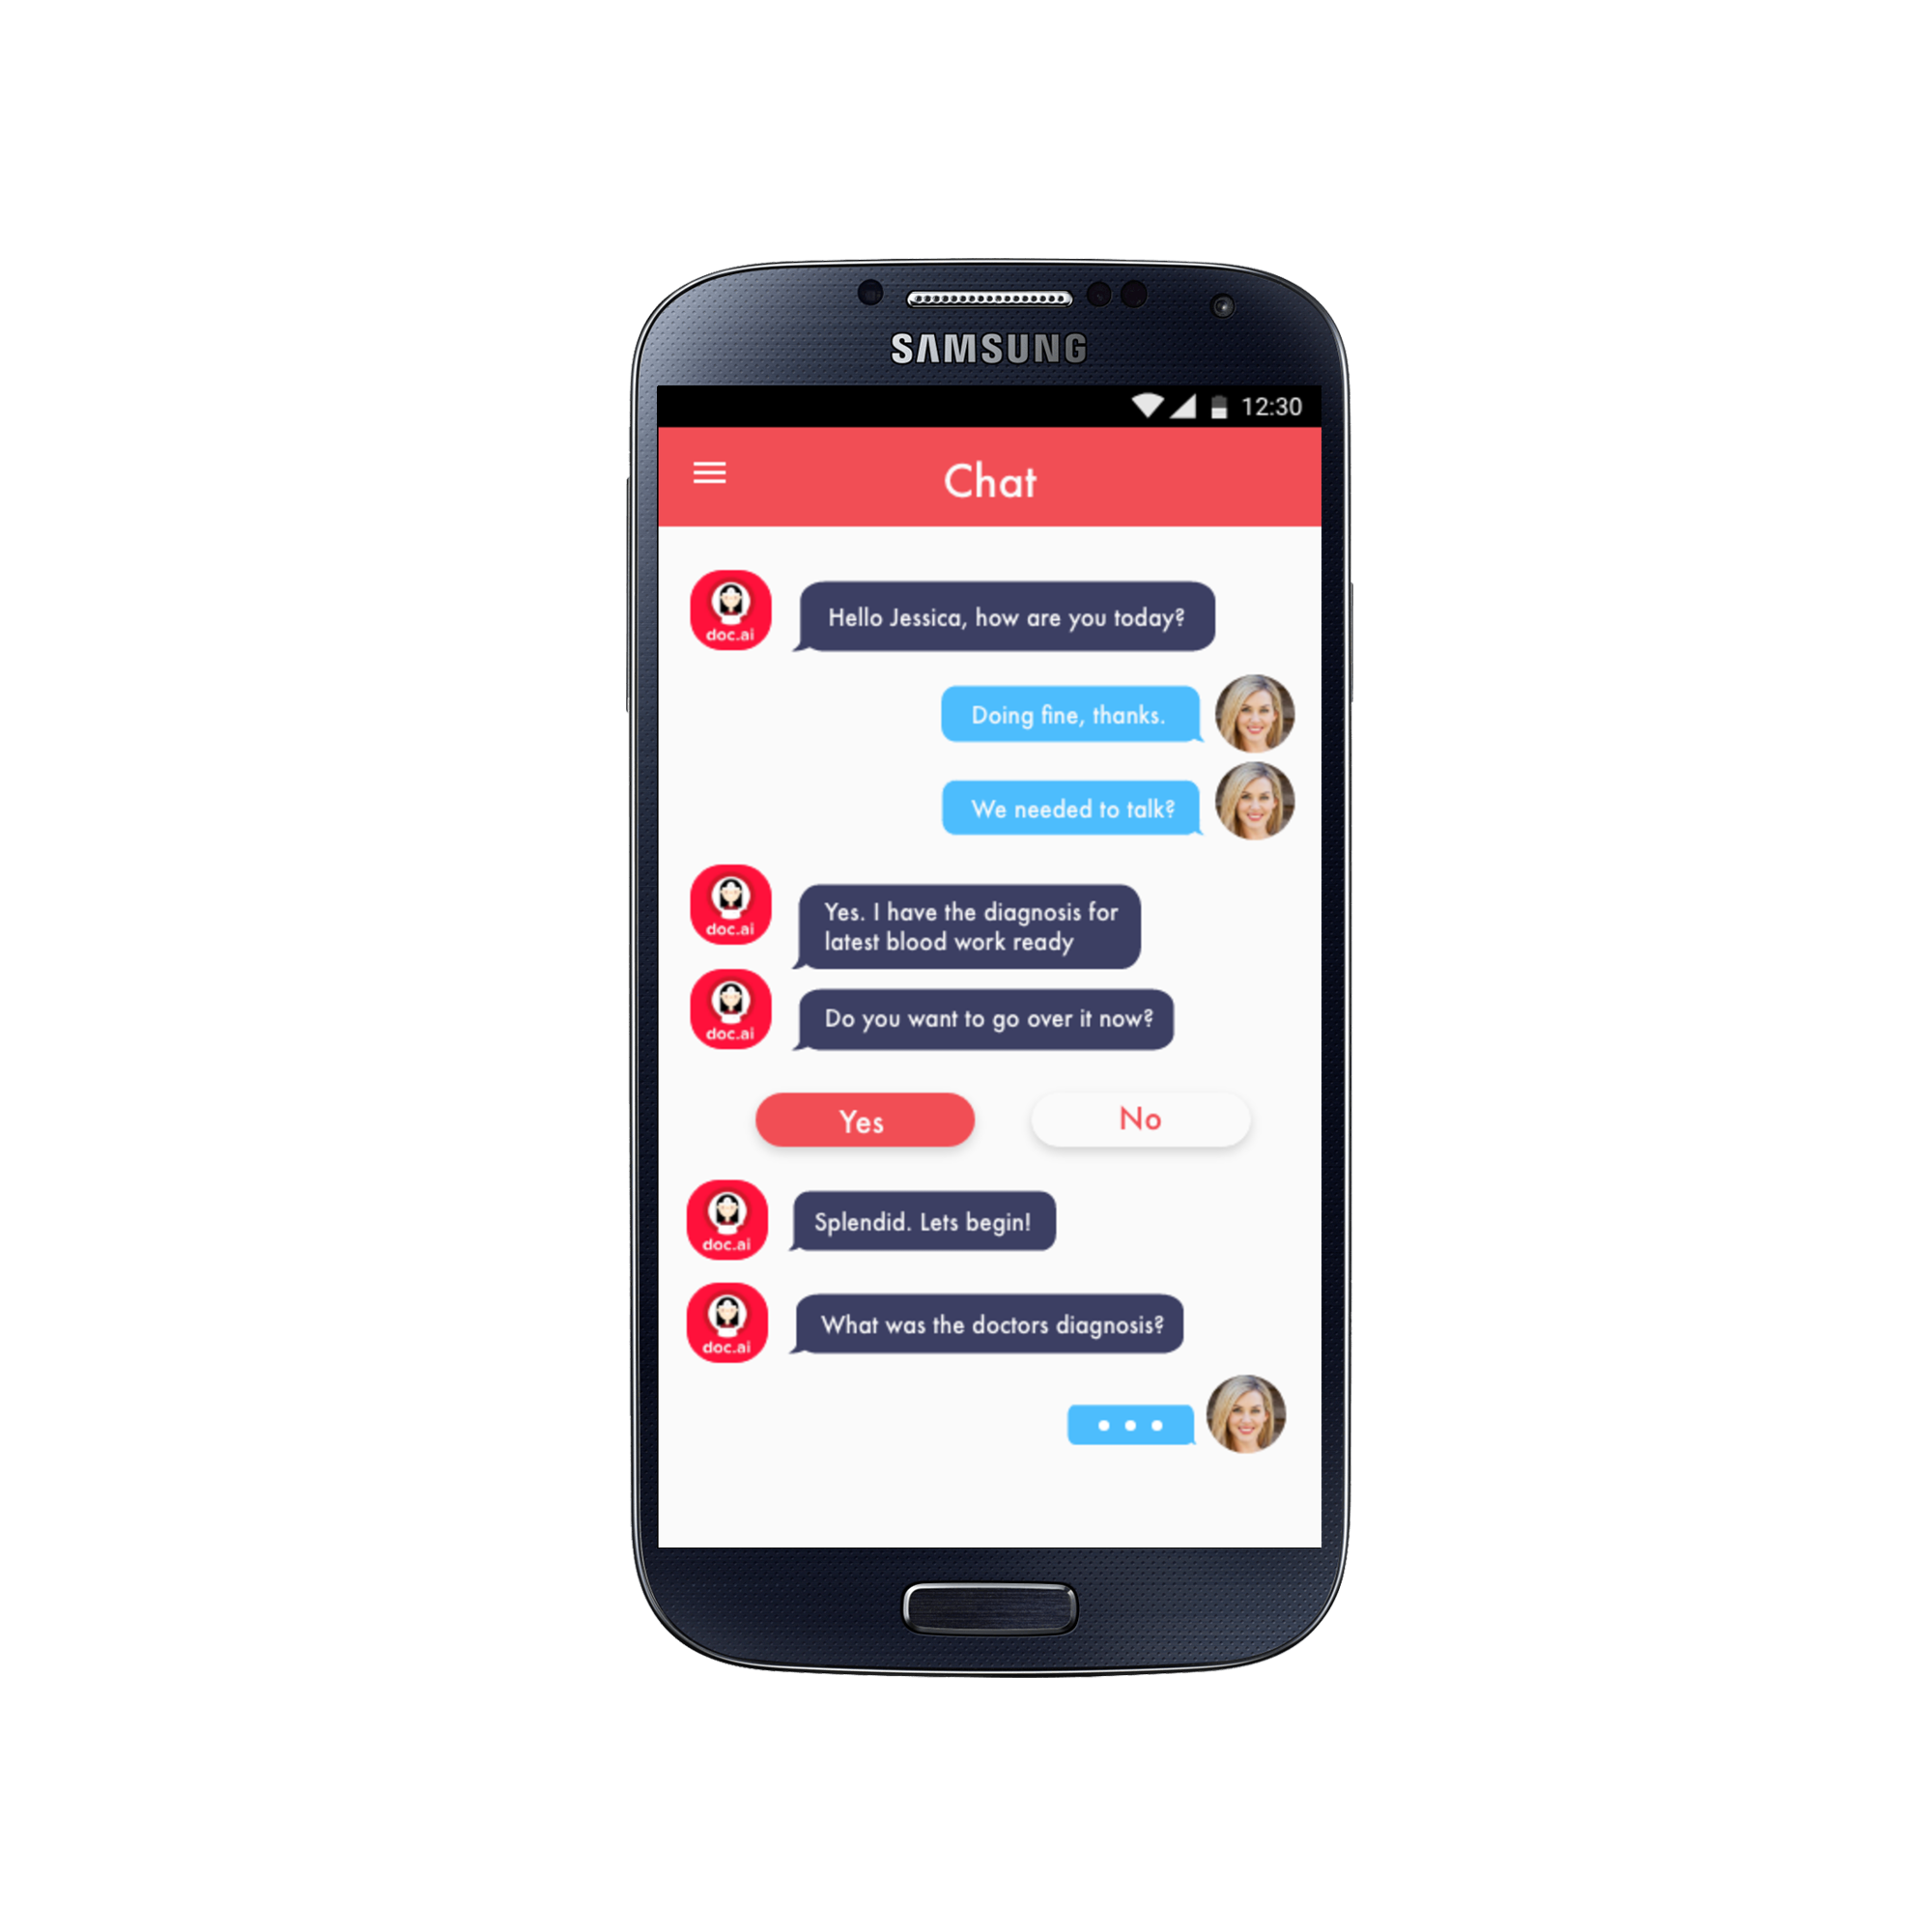 SAMSUNG
12:30
Chat
doc.ai
Hello Jessica, how are you today?
Doing fine, thanks.
We needed to talk?
doc.ai
Yes. I have the diagnosis for
latest blood work ready
doc.ai
Do you want to go over it now?
Yes
No
doc.ai
Splendid. Lets begin!
doc.ai
What was the doctors diagnosis?